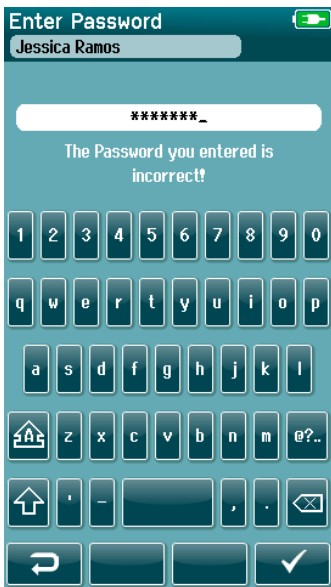 Enter Password
Jessica Ramos
*******_
The Password you entered is
incorrect!
1 2 3 4 5 6 7 8 9 0
q w e r t y u i o p
a s d f g h j k l
A z x c v b n m @?..
' - , .